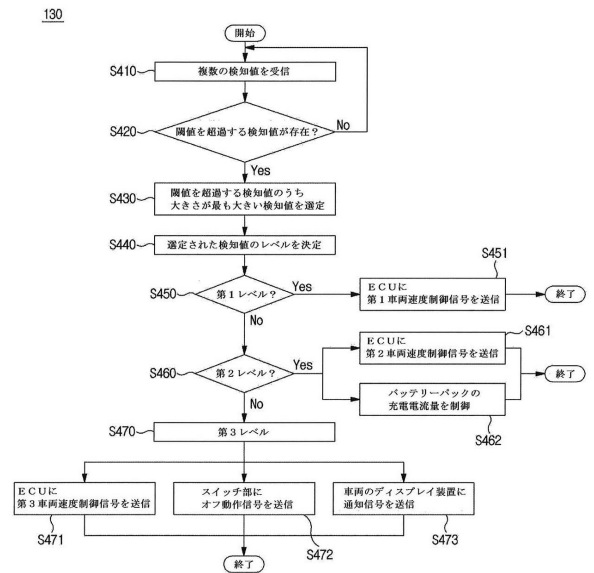 130
開始
S410
複数の検知値を受信
S420
閾値を超過する検知値が存在？
No
Yes
S430
閾値を超過する検知値のうち
大きさが最も大きい検知値を選定
S440
選定された検知値のレベルを決定
S450
第１レベル？
Yes
S451
ＥＣＵに
第１車両速度制御信号を送信
終了
No
S460
第２レベル？
Yes
S461
ＥＣＵに
第２車両速度制御信号を送信
バッテリーパックの
充電電流量を制御
S462
終了
No
S470
第３レベル
ＥＣＵに
第３車両速度制御信号を送信
S471
スイッチ部に
オフ動作信号を送信
S472
車両のディスプレイ装置に
通知信号を送信
S473
終了